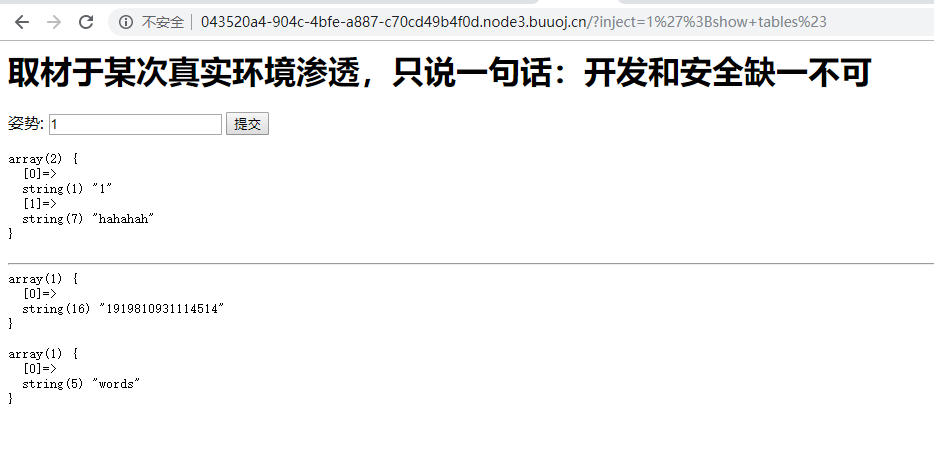 不安全 | 043520a4-904c-4bfe-a887-c70cd49b4f0d.node3.buuoj.cn/?inject=1%27%3Bshow+tables%23
取材于某次真实环境渗透，只说一句话：开发和安全缺一不可
姿势: 1 提交
array(2) {
  [0]=>
  string(1) "1"
  [1]=>
  string(7) "hahahah"
}
array(1) {
  [0]=>
  string(16) "1919810931114514"
}
array(1) {
  [0]=>
  string(5) "words"
}